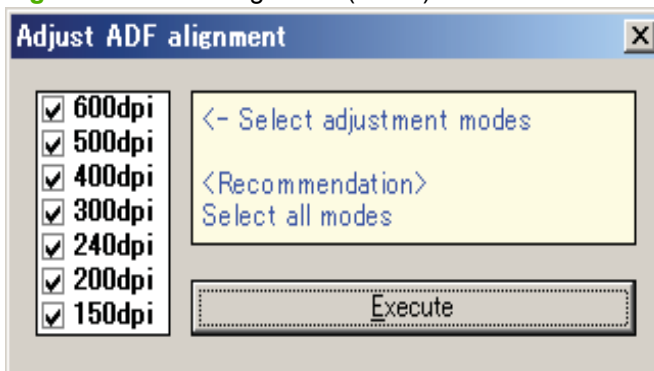 Adjust ADF alignment
600dpi
500dpi
400dpi
300dpi
240dpi
200dpi
150dpi
<- Select adjustment modes
<Recommendation>
Select all modes
Execute